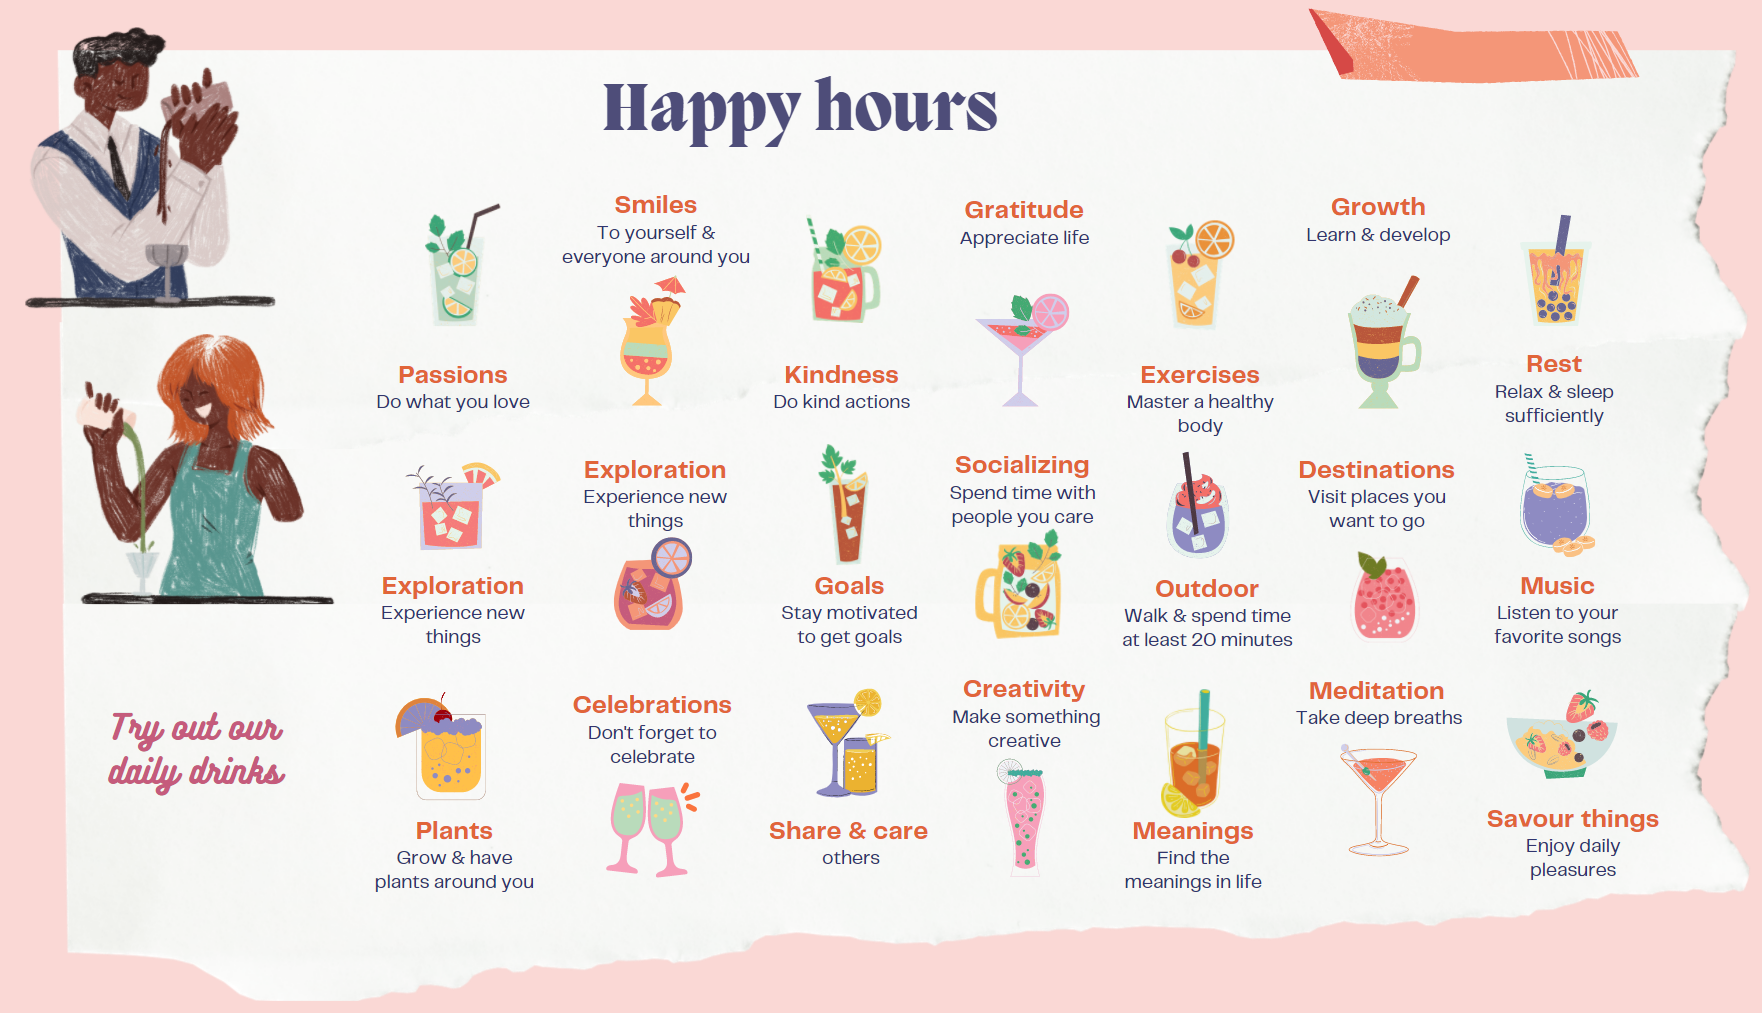 Happy hours
Passions
Do what you love
Smiles
To yourself &
everyone around you
Kindness
Do kind actions
Gratitude
Appreciate life
Exercises
Master a healthy
body
Growth
Learn & develop
Rest
Relax & sleep
sufficiently
Exploration
Experience new
things
Exploration
Experience new
things
Goals
Stay motivated
to get goals
Socializing
Spend time with
people you care
Outdoor
Walk & spend time
at least 20 minutes
Destinations
Visit places you
want to go
Music
Listen to your
favorite songs
Try out our
daily drinks
Plants
Grow & have
plants around you
Celebrations
Don't forget to
celebrate
Share & care
others
Creativity
Make something
creative
Meanings
Find the
meanings in life
Meditation
Take deep breaths
Savour things
Enjoy daily
pleasures